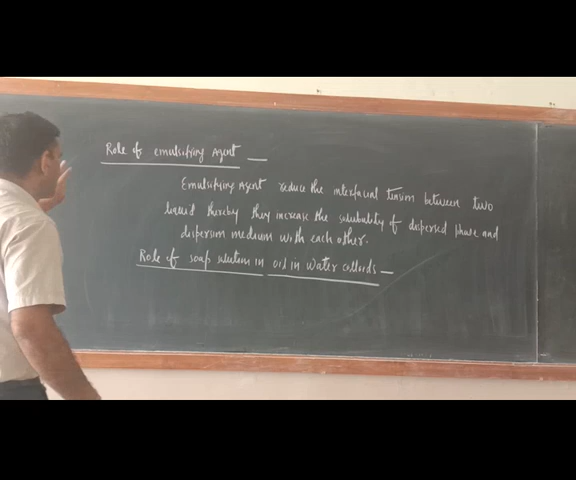 Role of emulsifying Agent —
Emulsifying Agent reduce the interfacial tension between two
liquid thereby they increase the solubility of dispersed phase and
dispersion medium with each other.
Role of soap solution in oil in water colloids —